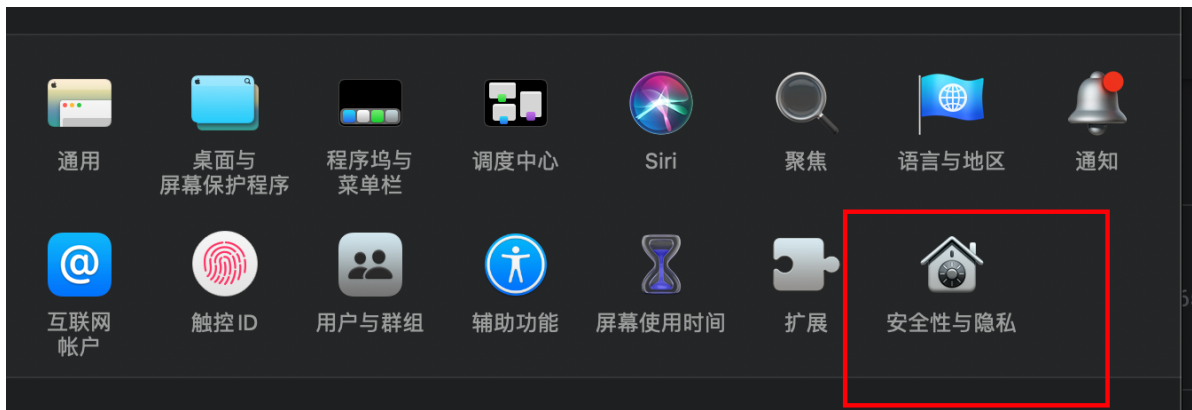 通用
桌面与
屏幕保护程序
程序坞与
菜单栏
调度中心
Siri
聚焦
语言与地区
通知
互联网
帐户
触控 ID
用户与群组
辅助功能
屏幕使用时间
扩展
安全性与隐私